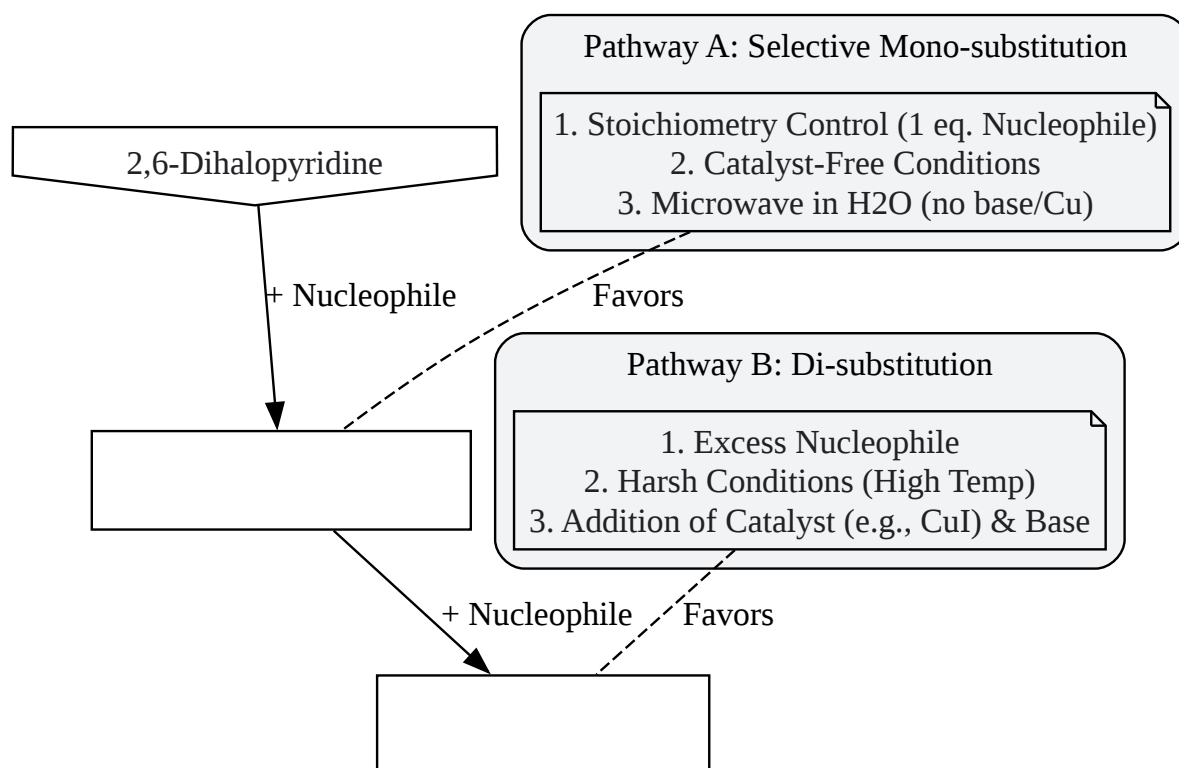 Pathway A: Selective Mono-substitution
1. Stoichiometry Control (1 eq. Nucleophile)
2. Catalyst-Free Conditions
3. Microwave in H2O (no base/Cu)
2,6-Dihalopyridine
+ Nucleophile
Favors
Pathway B: Di-substitution
1. Excess Nucleophile
2. Harsh Conditions (High Temp)
3. Addition of Catalyst (e.g., CuI) & Base
+ Nucleophile
Favors